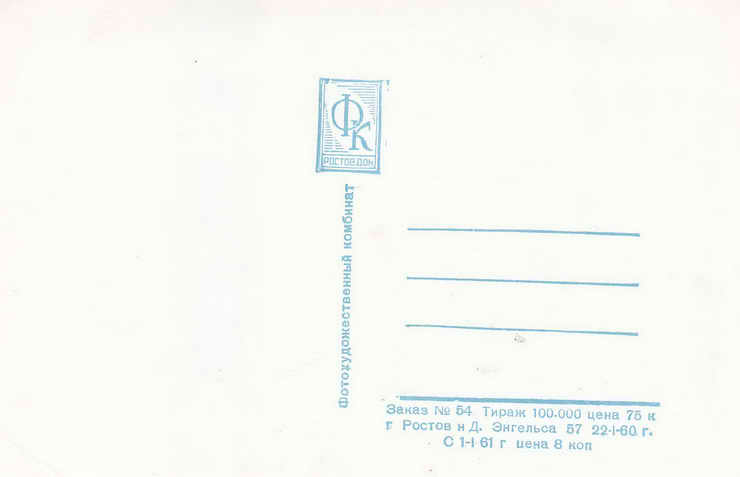 ФК
РОСТОВ.ДОН
Фотохудожественный комбинат
Заказ № 54 Тираж 100.000 цена 75 к
г Ростов н Д. Энгельса 57 22-I-60 г.
С 1-I 61 г цена 8 коп